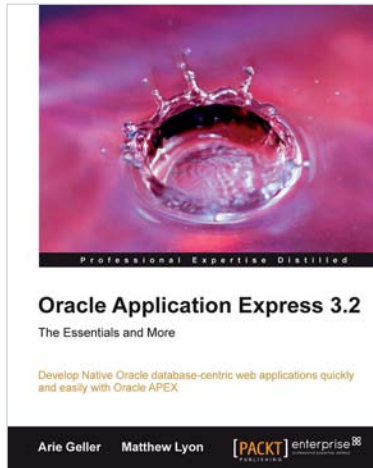 Professional Expertise Distilled
Oracle Application Express 3.2
The Essentials and More
Develop Native Oracle database-centric web applications quickly
and easily with Oracle APEX
Arie Geller Matthew Lyon [PACKT] enterprise
PUBLISHING